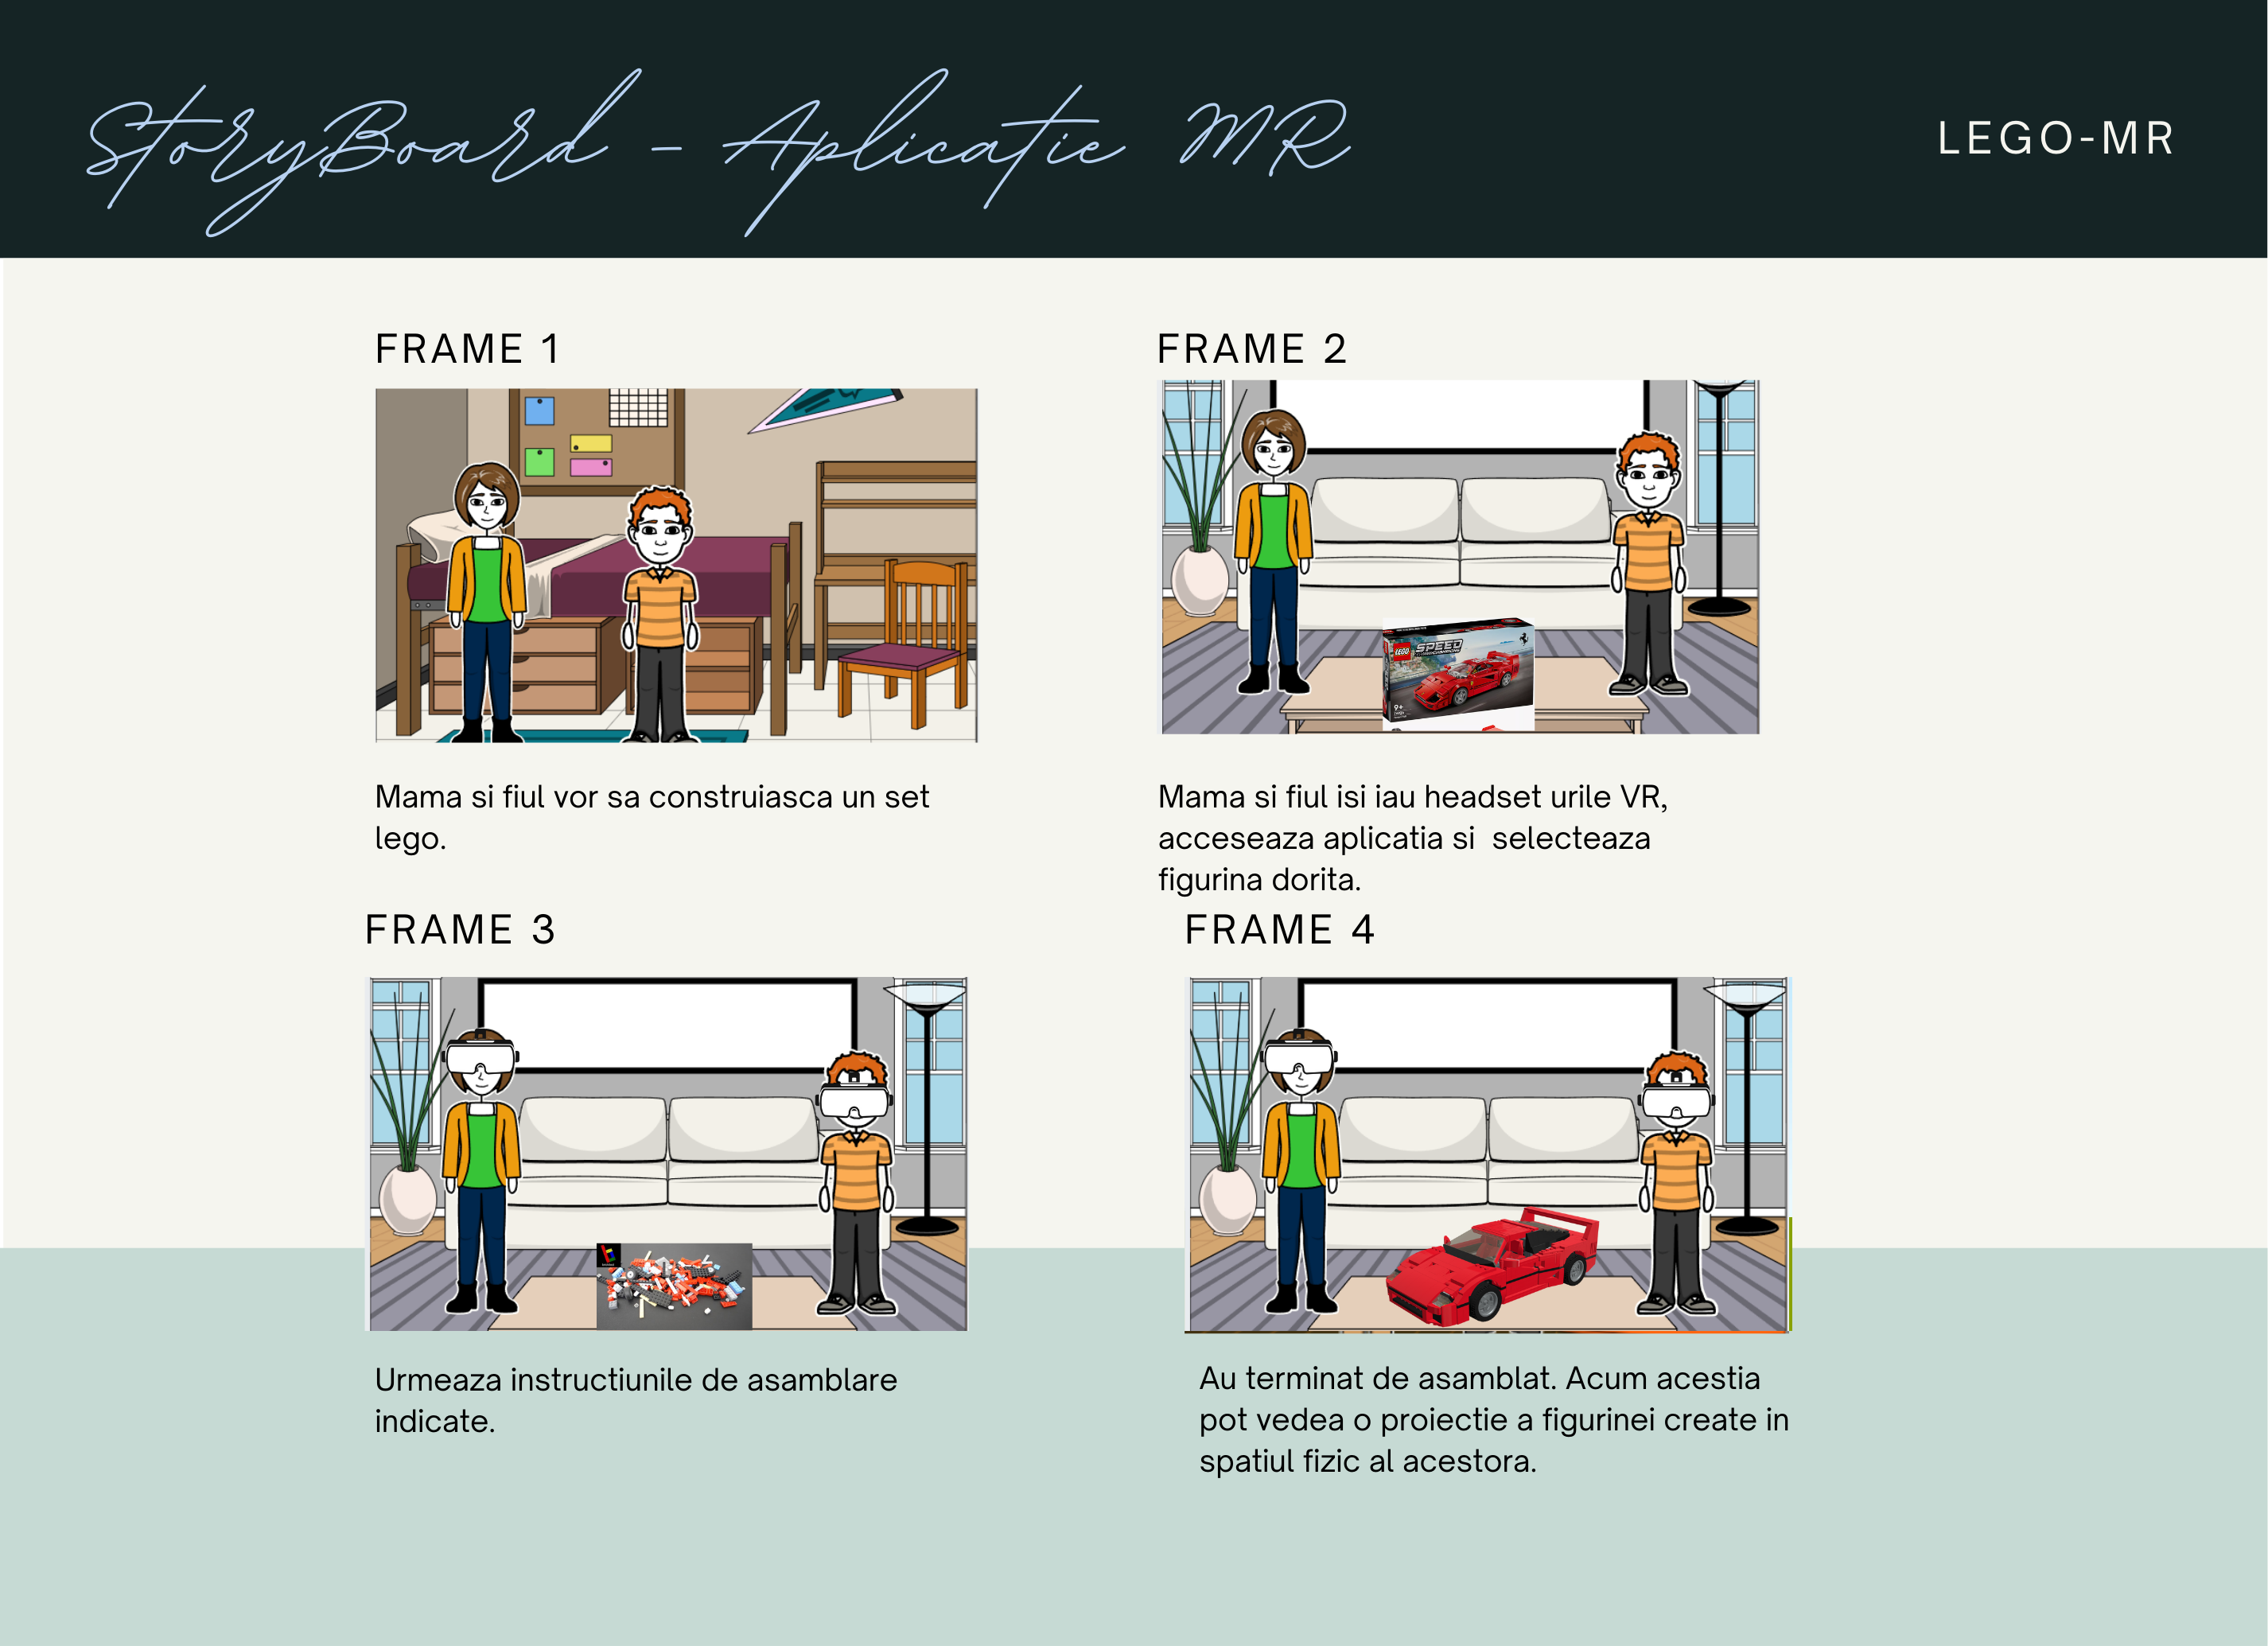 StoryBoard - Aplicatie MR
LEGO-MR
FRAME 1
FRAME 2
LEGO
SPEED
CHAMPIONS
9+
Mama si fiul vor sa construiasca un set
lego.
Mama si fiul isi iau headset urile VR,
acceseaza aplicatia si selecteaza
figurina dorita.
FRAME 3
FRAME 4
Urmeaza instructiunile de asamblare
indicate.
Au terminat de asamblat. Acum acestia
pot vedea o proiectie a figurinei create in
spatiul fizic al acestora.